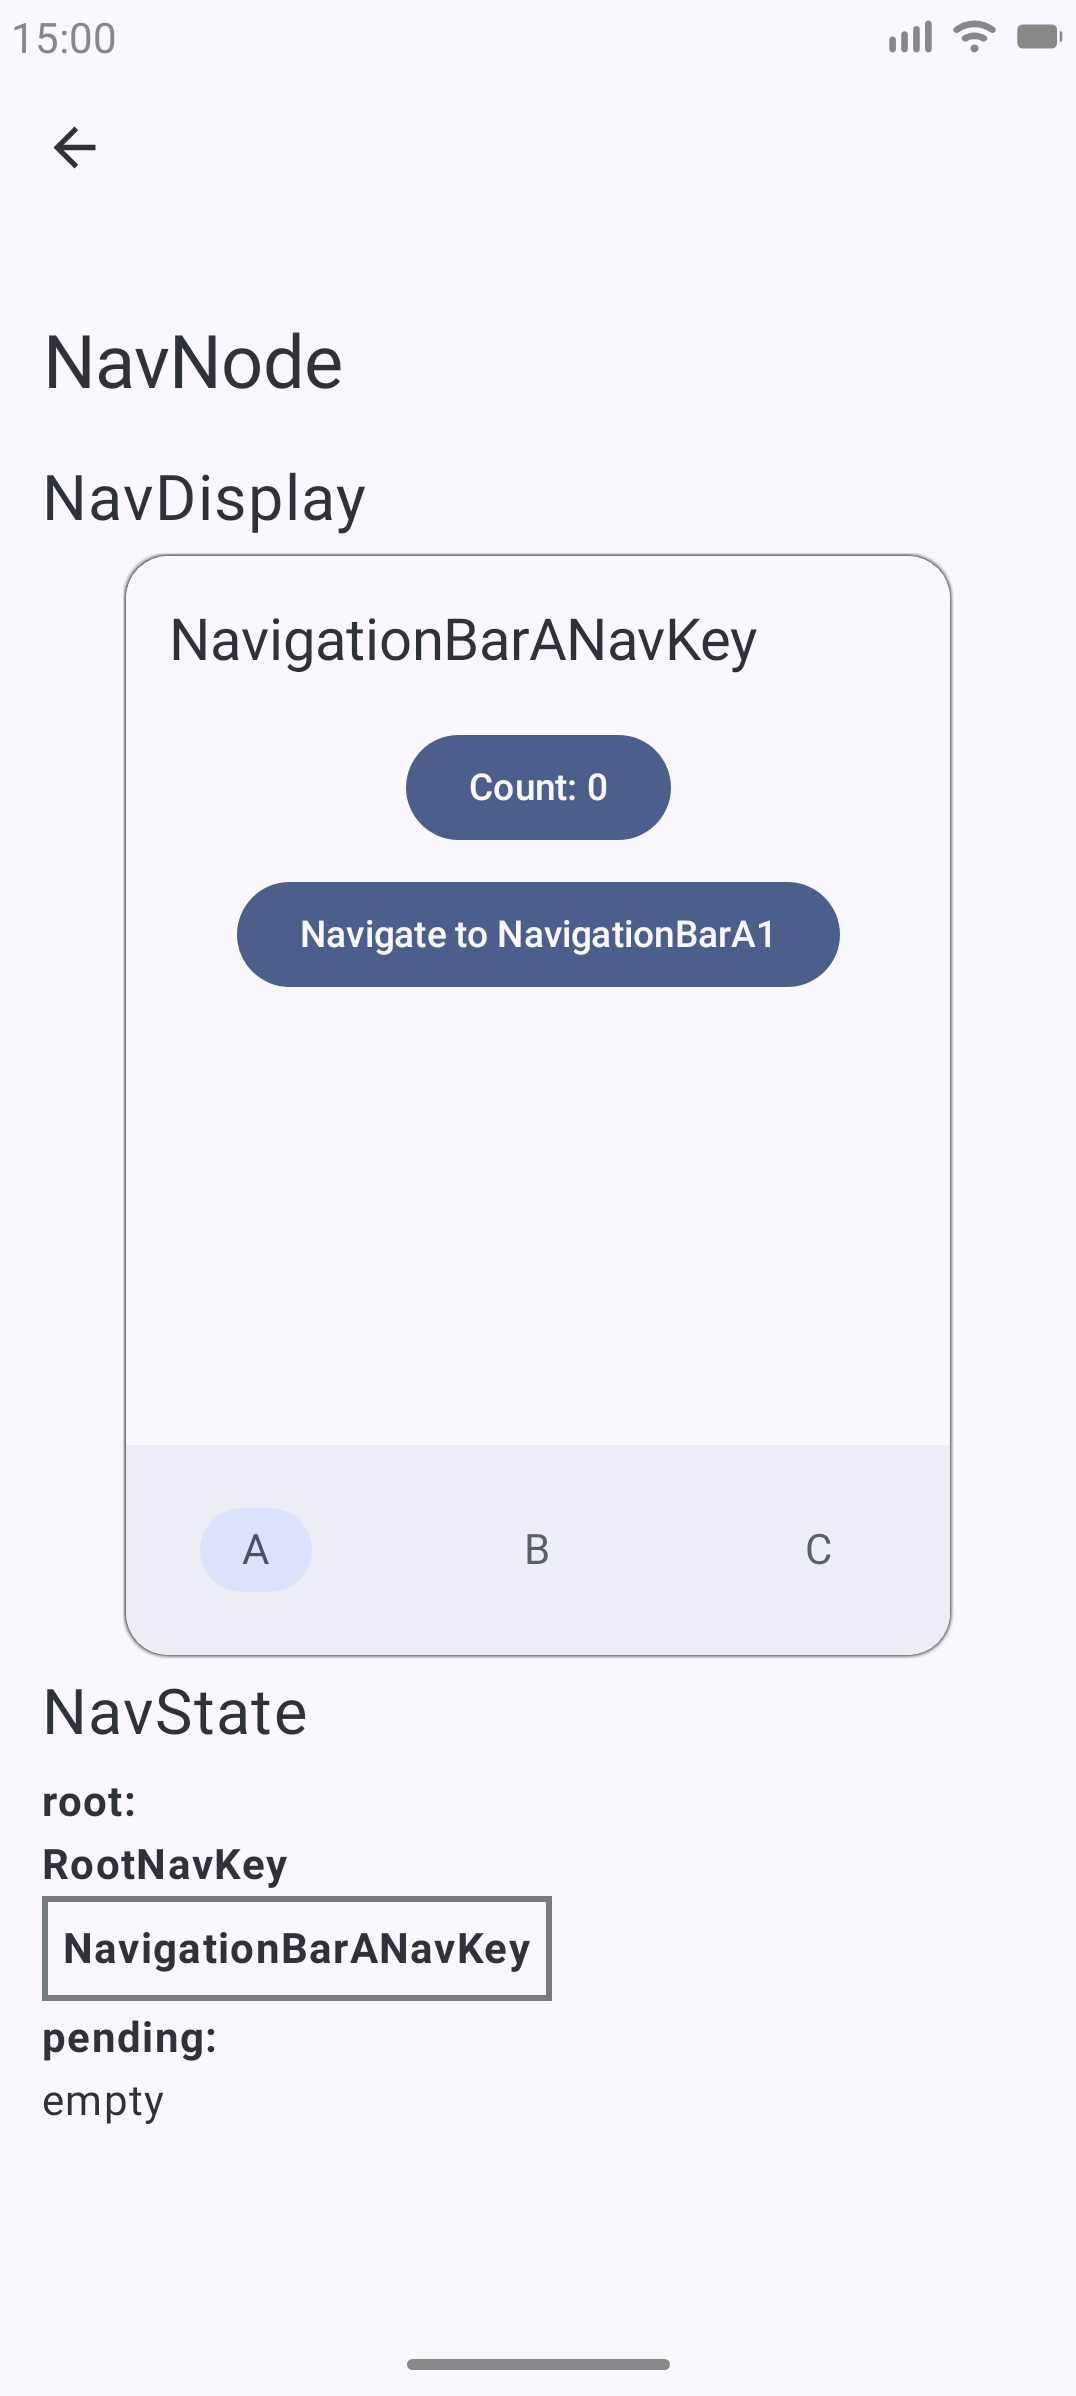 15:00
NavNode
NavDisplay
NavigationBarANavKey
Count: 0
Navigate to NavigationBarA1
A B C
NavState
root:
RootNavKey
NavigationBarANavKey
pending:
empty